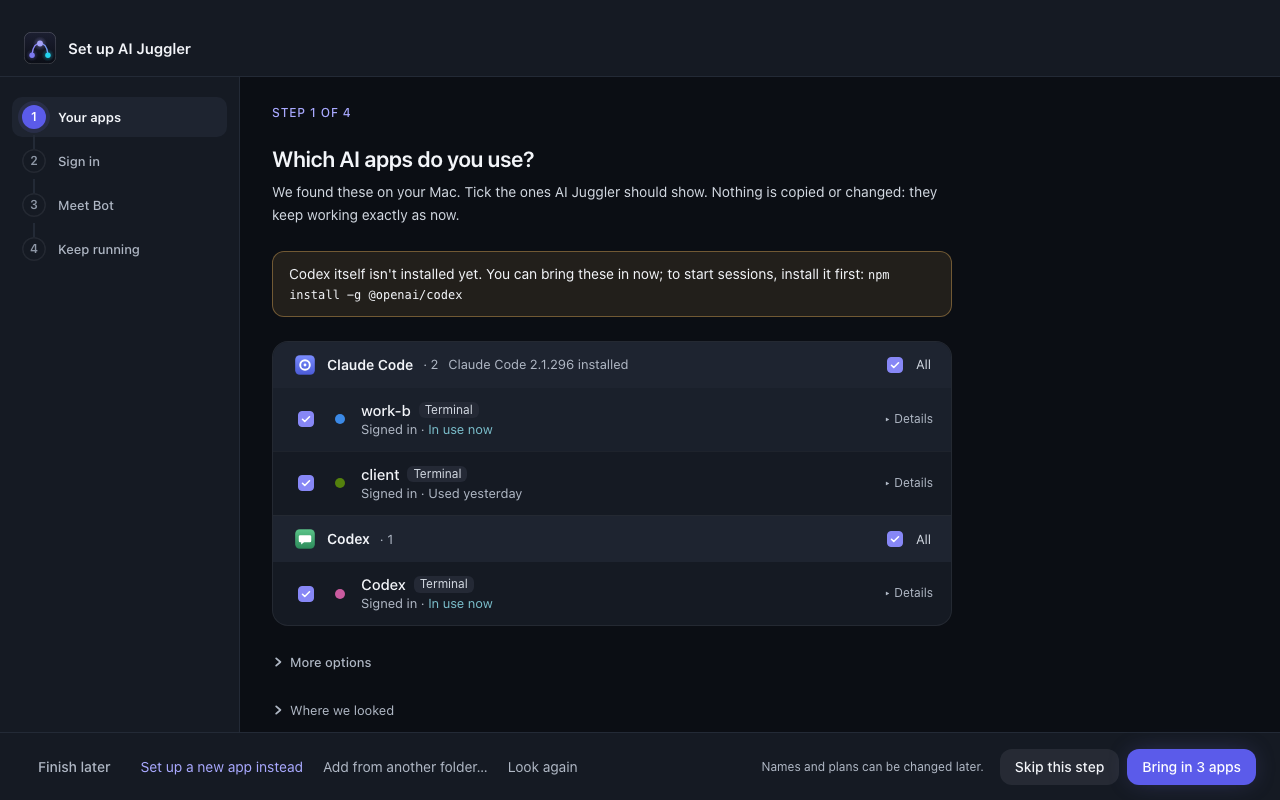 Set up AI Juggler
1 Your apps
2 Sign in
3 Meet Bot
4 Keep running
STEP 1 OF 4
Which AI apps do you use?
We found these on your Mac. Tick the ones AI Juggler should show. Nothing is copied or changed: they
keep working exactly as now.
Codex itself isn't installed yet. You can bring these in now; to start sessions, install it first: npm
install -g @openai/codex
Claude Code · 2 Claude Code 2.1.296 installed All
work-b Terminal
Signed in · In use now
Details
client Terminal
Signed in · Used yesterday
Details
Codex · 1 All
Codex Terminal
Signed in · In use now
Details
More options
Where we looked
Finish later Set up a new app instead Add from another folder... Look again Names and plans can be changed later. Skip this step Bring in 3 apps